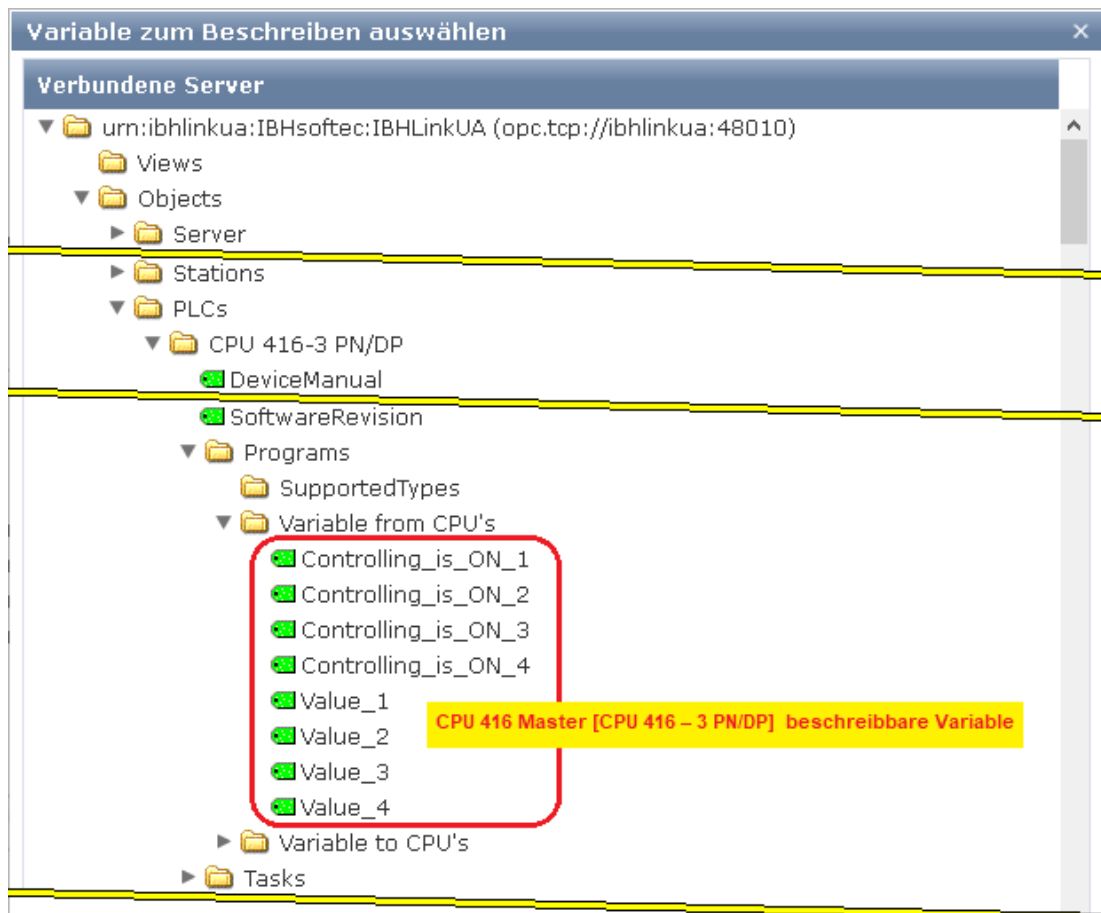 Variable zum Beschreiben auswählen
Verbundene Server
urn:ibhlinkua:IBHsoftec:IBHLinkUA (opc.tcp://ibhlinkua:48010)
Views
Objects
Server
Stations
PLCs
CPU 416-3 PN/DP
DeviceManual
SoftwareRevision
Programs
SupportedTypes
Variable from CPU's
Controlling_is_ON_1
Controlling_is_ON_2
Controlling_is_ON_3
Controlling_is_ON_4
Value_1
CPU 416 Master [CPU 416 – 3 PN/DP] beschreibbare Variable
Value_2
Value_3
Value_4
Variable to CPU's
Tasks